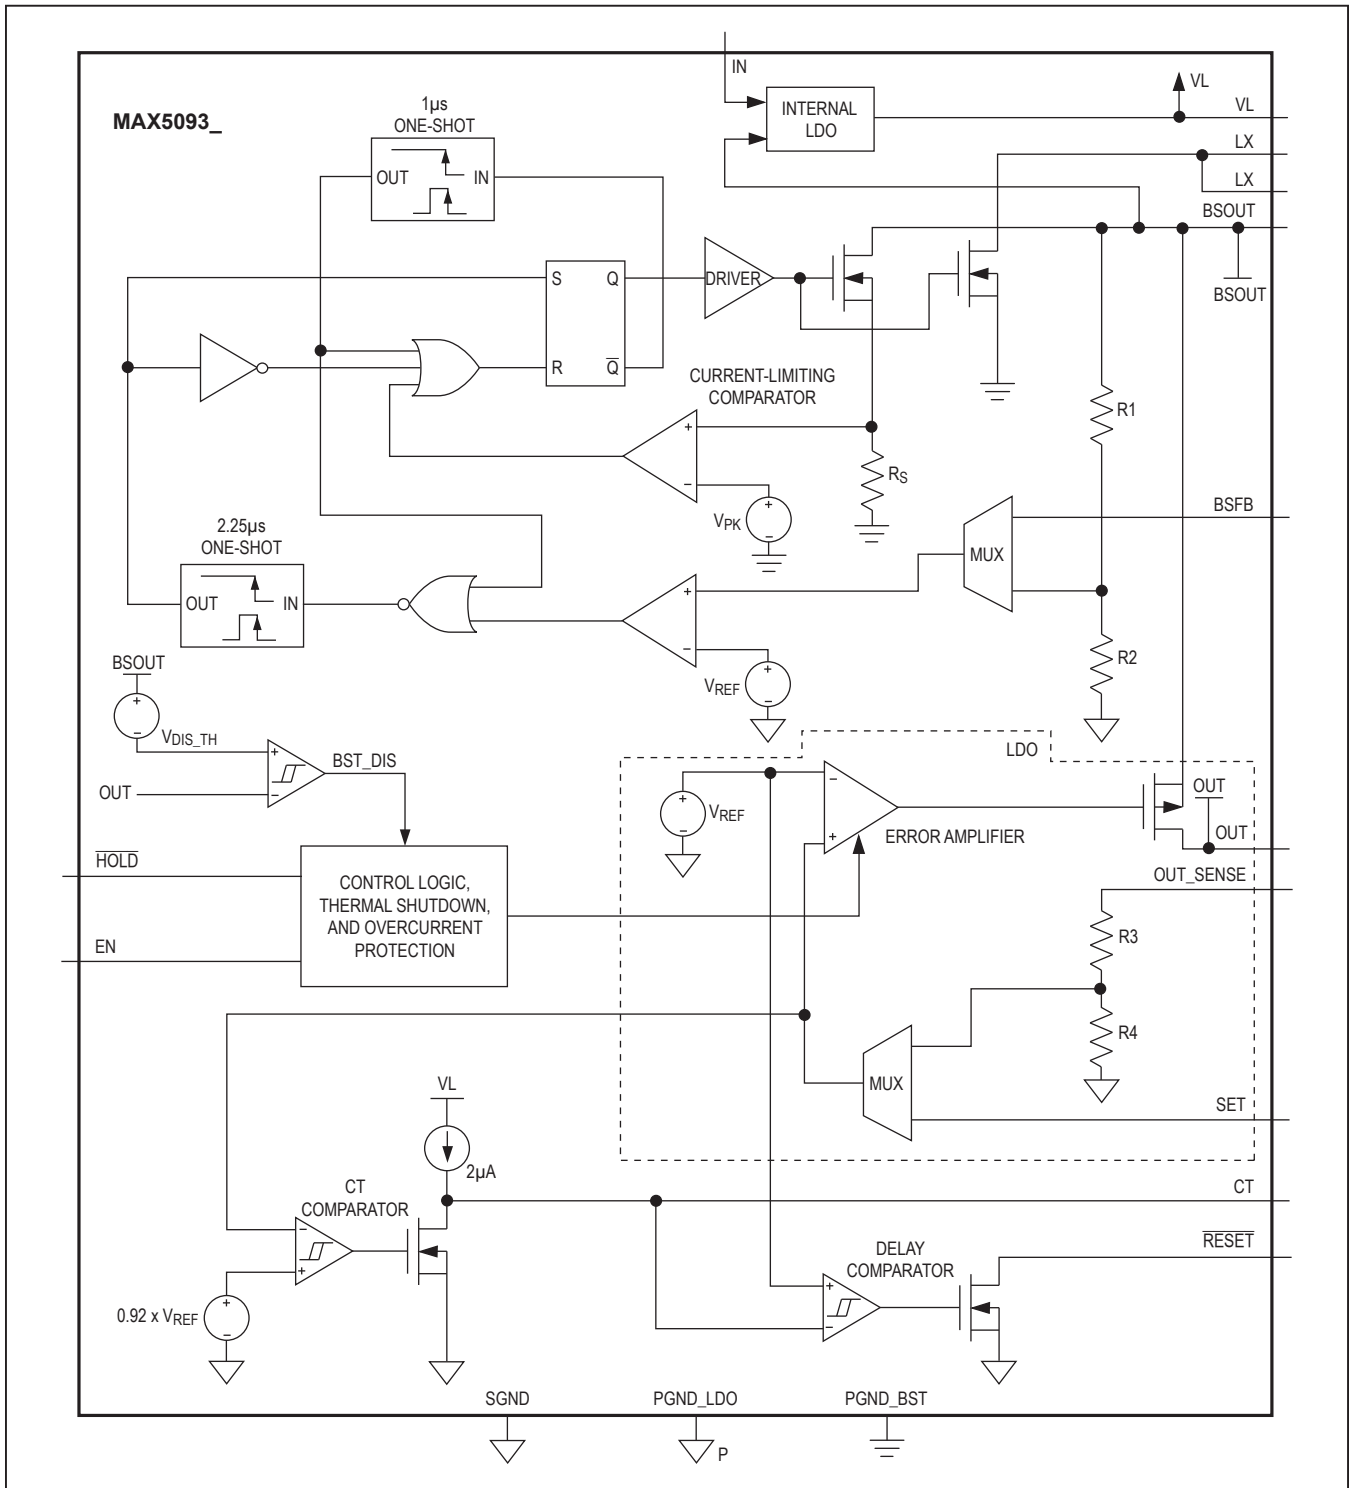 IN
VL
MAX5093_
1µs
ONE-SHOT
INTERNAL
LDO
VL
LX
OUT
IN
LX
BSOUT
S
Q
DRIVER
BSOUT
R
Q̅
CURRENT-LIMITING
COMPARATOR
R1
+
RS
−
+
VPK
−
BSFB
MUX
2.25µs
ONE-SHOT
OUT
IN
+
−
+
VREF
−
R2
BSOUT
+
−
VDIS_TH
+
BST_DIS
OUT
−
LDO
−
+
VREF
−
+
ERROR AMPLIFIER
OUT
OUT
H̅O̅L̅D̅
CONTROL LOGIC,
THERMAL SHUTDOWN,
AND OVERCURRENT
PROTECTION
OUT_SENSE
EN
R3
R4
MUX
VL
SET
2µA
CT
COMPARATOR
CT
−
+
R̅E̅S̅E̅T̅
DELAY
COMPARATOR
+
−
+
0.92 x VREF
−
SGND
PGND_LDO
PGND_BST
P